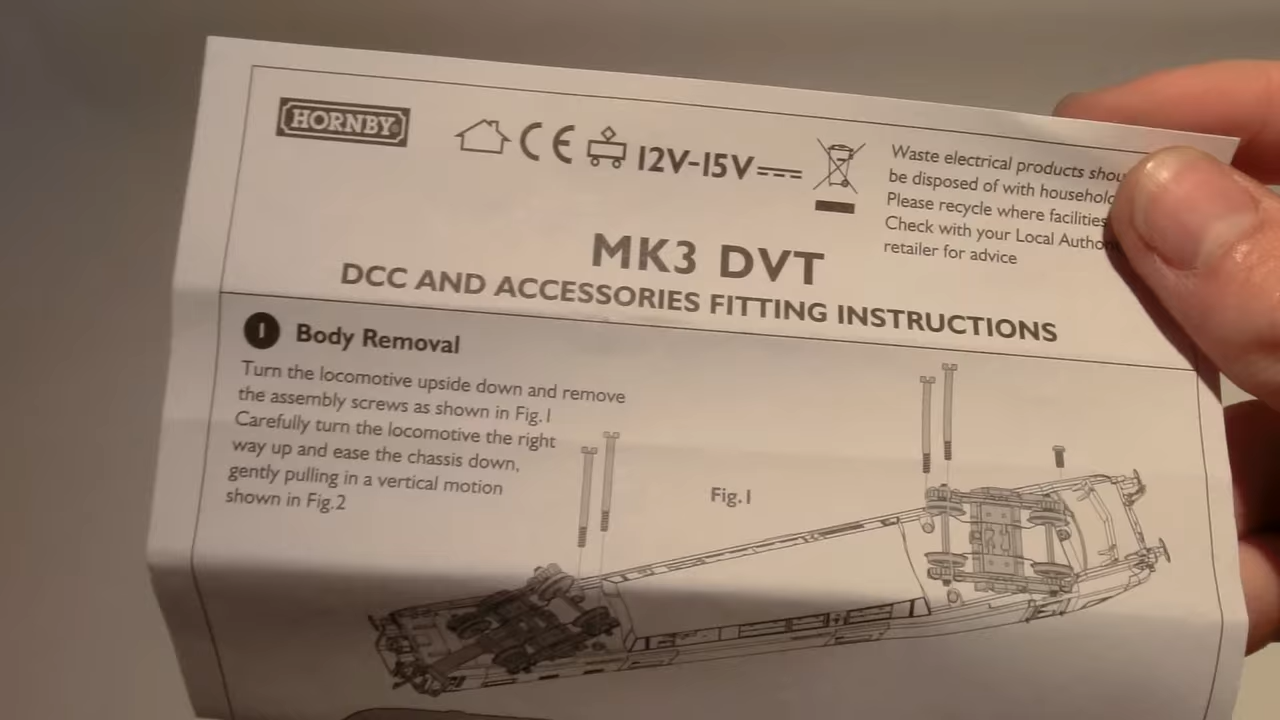 HORNBY
CE 12V-15V
Waste electrical products
be disposed of with
Please recycle where facilities
Check with your Local
retailer for advice
MK3 DVT
DCC AND ACCESSORIES FITTING INSTRUCTIONS
1 Body Removal
Turn the locomotive upside down and remove
the assembly screws as shown in Fig.1
Carefully turn the locomotive the right
way up and ease the chassis down,
gently pulling in a vertical motion
shown in Fig.2
Fig.1